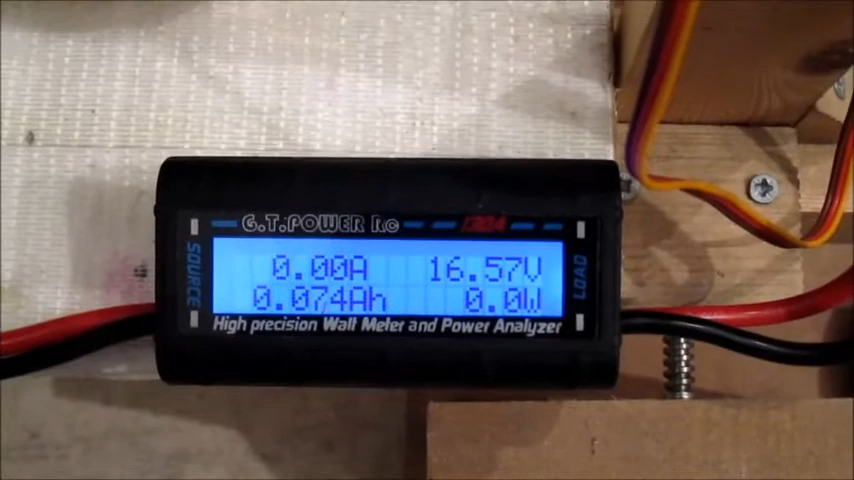 G.T.POWER RC 130A
SOURCE
0.00A 16.57V
0.074Ah 0.0W
LOAD
High precision Watt Meter and Power Analyzer